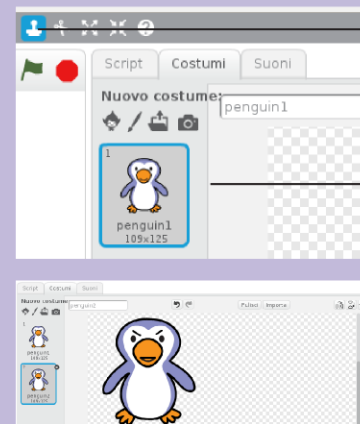 Script Costumi Suoni
Nuovo costume:
penguin1
1
penguin1
109x125
Script Costumi Suoni
Nuovo costume:
penguin2
Pulisci Importa
1
penguin1
2
penguin2